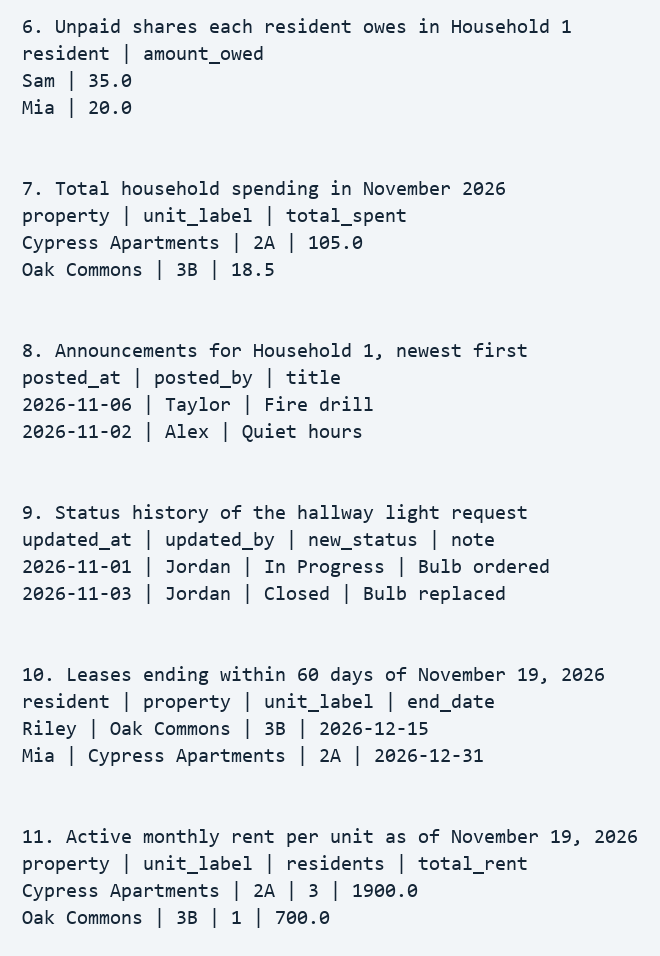 6. Unpaid shares each resident owes in Household 1
resident | amount_owed
Sam | 35.0
Mia | 20.0
7. Total household spending in November 2026
property | unit_label | total_spent
Cypress Apartments | 2A | 105.0
Oak Commons | 3B | 18.5
8. Announcements for Household 1, newest first
posted_at | posted_by | title
2026-11-06 | Taylor | Fire drill
2026-11-02 | Alex | Quiet hours
9. Status history of the hallway light request
updated_at | updated_by | new_status | note
2026-11-01 | Jordan | In Progress | Bulb ordered
2026-11-03 | Jordan | Closed | Bulb replaced
10. Leases ending within 60 days of November 19, 2026
resident | property | unit_label | end_date
Riley | Oak Commons | 3B | 2026-12-15
Mia | Cypress Apartments | 2A | 2026-12-31
11. Active monthly rent per unit as of November 19, 2026
property | unit_label | residents | total_rent
Cypress Apartments | 2A | 3 | 1900.0
Oak Commons | 3B | 1 | 700.0